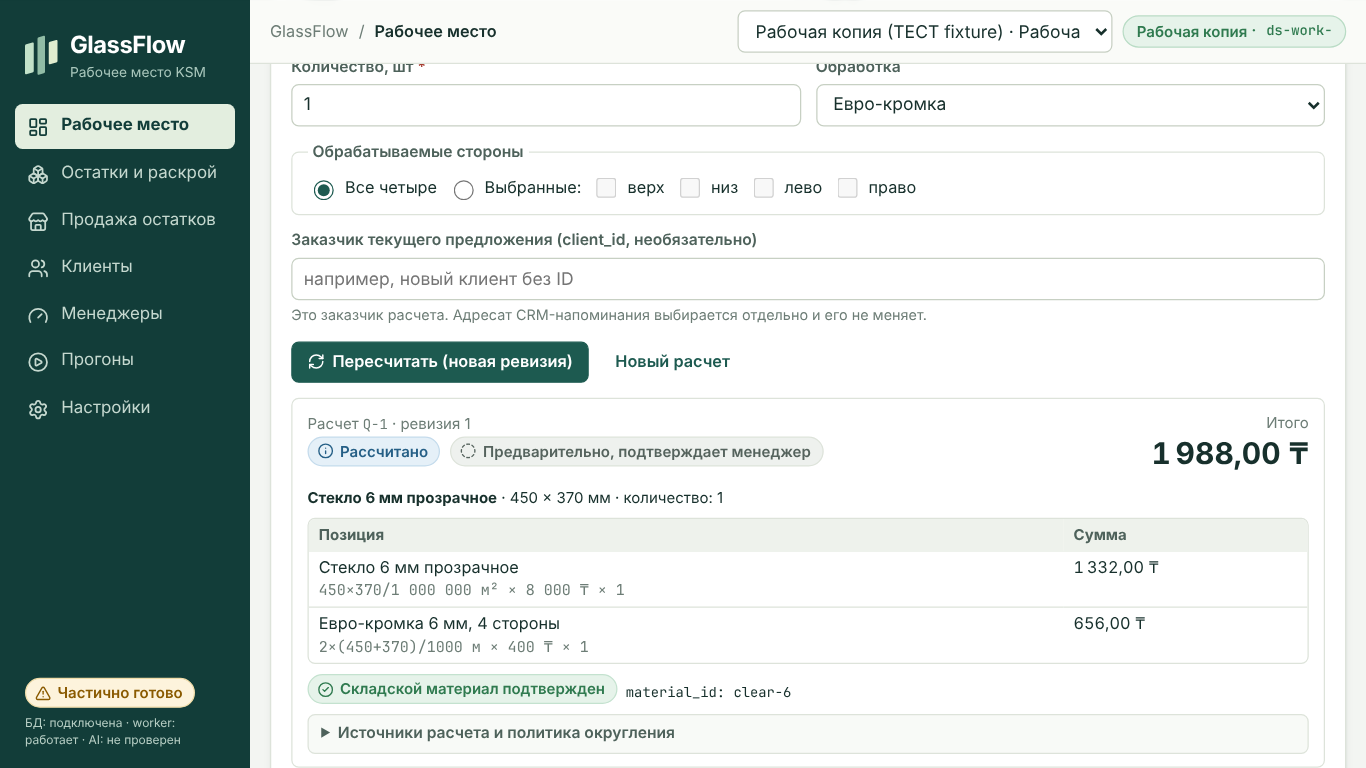 GlassFlow
Рабочее место KSM
Рабочее место
Остатки и раскрой
Продажа остатков
Клиенты
Менеджеры
Прогоны
Настройки
Частично готово
БД: подключена · worker:
работает · AI: не проверен
GlassFlow / Рабочее место
Рабочая копия (ТЕСТ fixture) · Рабоча
Рабочая копия · ds-work-
Количество, шт *
Обработка
1
Евро-кромка
Обрабатываемые стороны
Все четыре Выбранные: верх низ лево право
Заказчик текущего предложения (client_id, необязательно)
например, новый клиент без ID
Это заказчик расчета. Адресат CRM-напоминания выбирается отдельно и его не меняет.
Пересчитать (новая ревизия)
Новый расчет
Расчет Q-1 · ревизия 1
Итого
Рассчитано
Предварительно, подтверждает менеджер
1 988,00 ₸
Стекло 6 мм прозрачное · 450 × 370 мм · количество: 1
Позиция Сумма
Стекло 6 мм прозрачное 1 332,00 ₸
450×370/1 000 000 м² × 8 000 ₸ × 1
Евро-кромка 6 мм, 4 стороны 656,00 ₸
2×(450+370)/1000 м × 400 ₸ × 1
Складской материал подтвержден material_id: clear-6
Источники расчета и политика округления